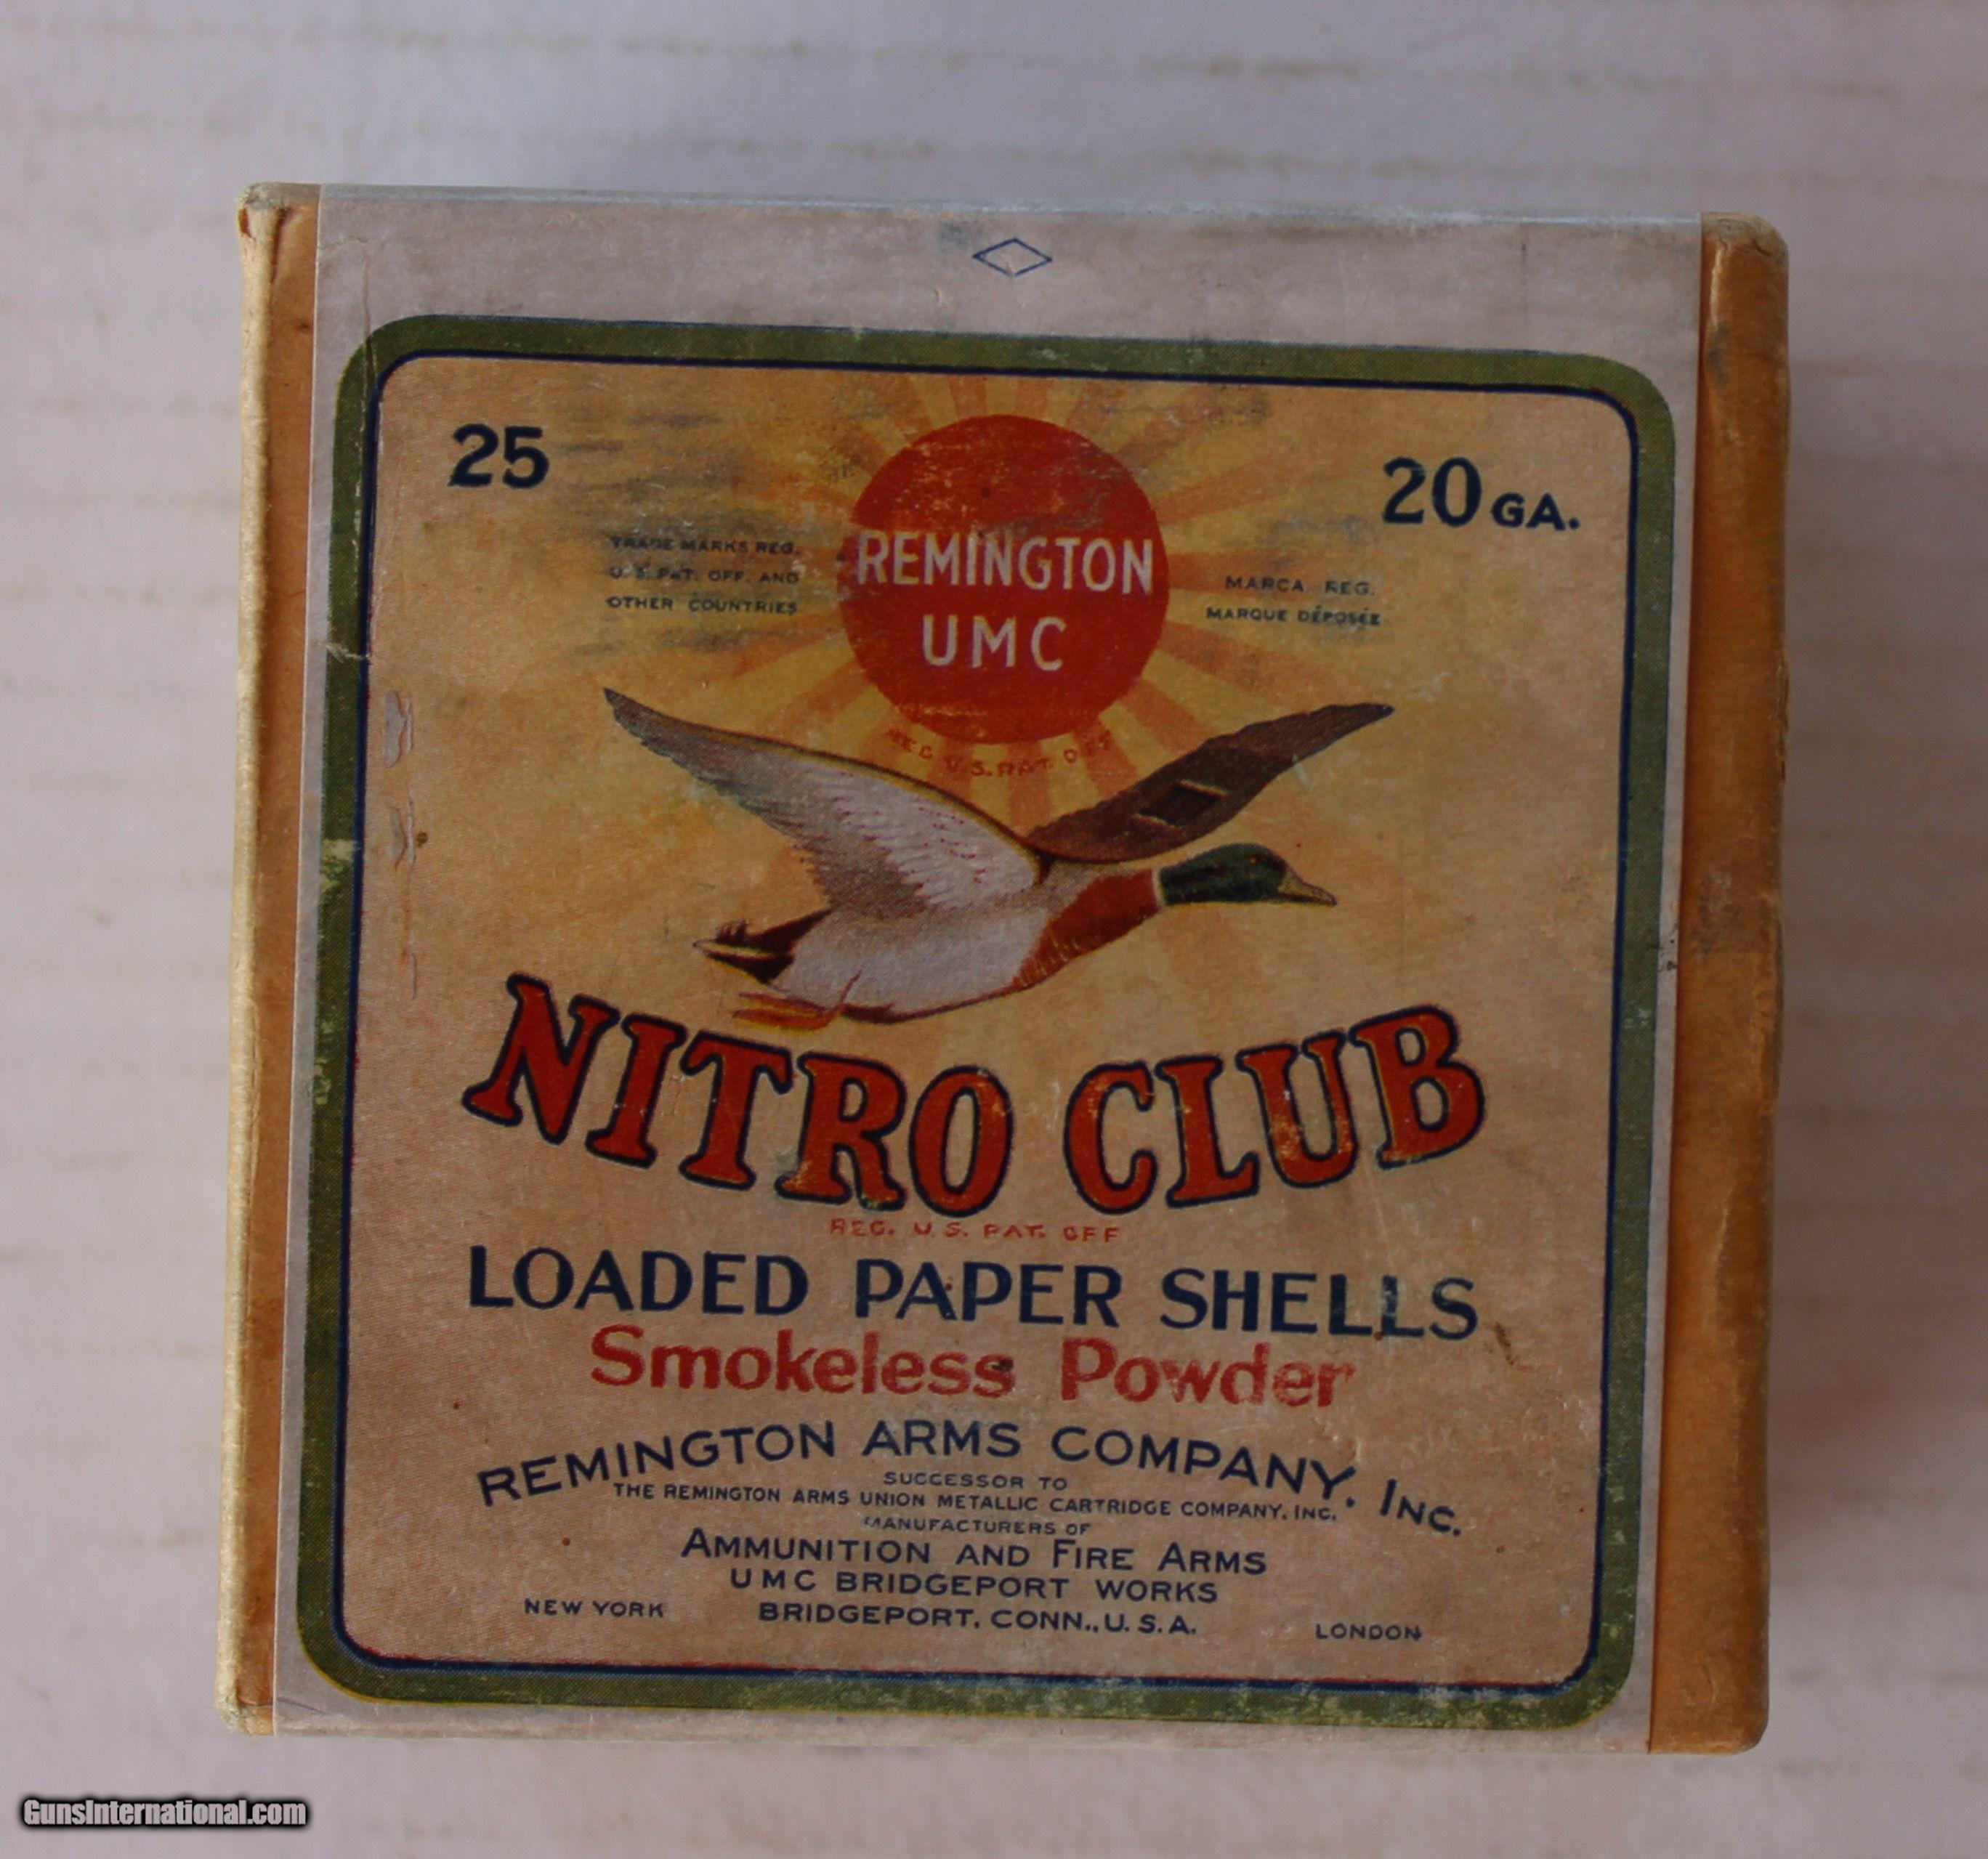 25
20 GA.
TRADE MARKS REG.
U.S. PAT. OFF. AND
OTHER COUNTRIES
REMINGTON
UMC
MARCA REG.
MARQUE DÉPOSÉE
REG. U.S. PAT. OFF
NITRO CLUB
REG. U.S. PAT. OFF
LOADED PAPER SHELLS
Smokeless Powder
REMINGTON ARMS COMPANY, INC.
SUCCESSOR TO
THE REMINGTON ARMS UNION METALLIC CARTRIDGE COMPANY, INC.
MANUFACTURERS OF
AMMUNITION AND FIRE ARMS
UMC BRIDGEPORT WORKS
NEW YORK
BRIDGEPORT, CONN., U.S.A.
LONDON
GunsInternational.com